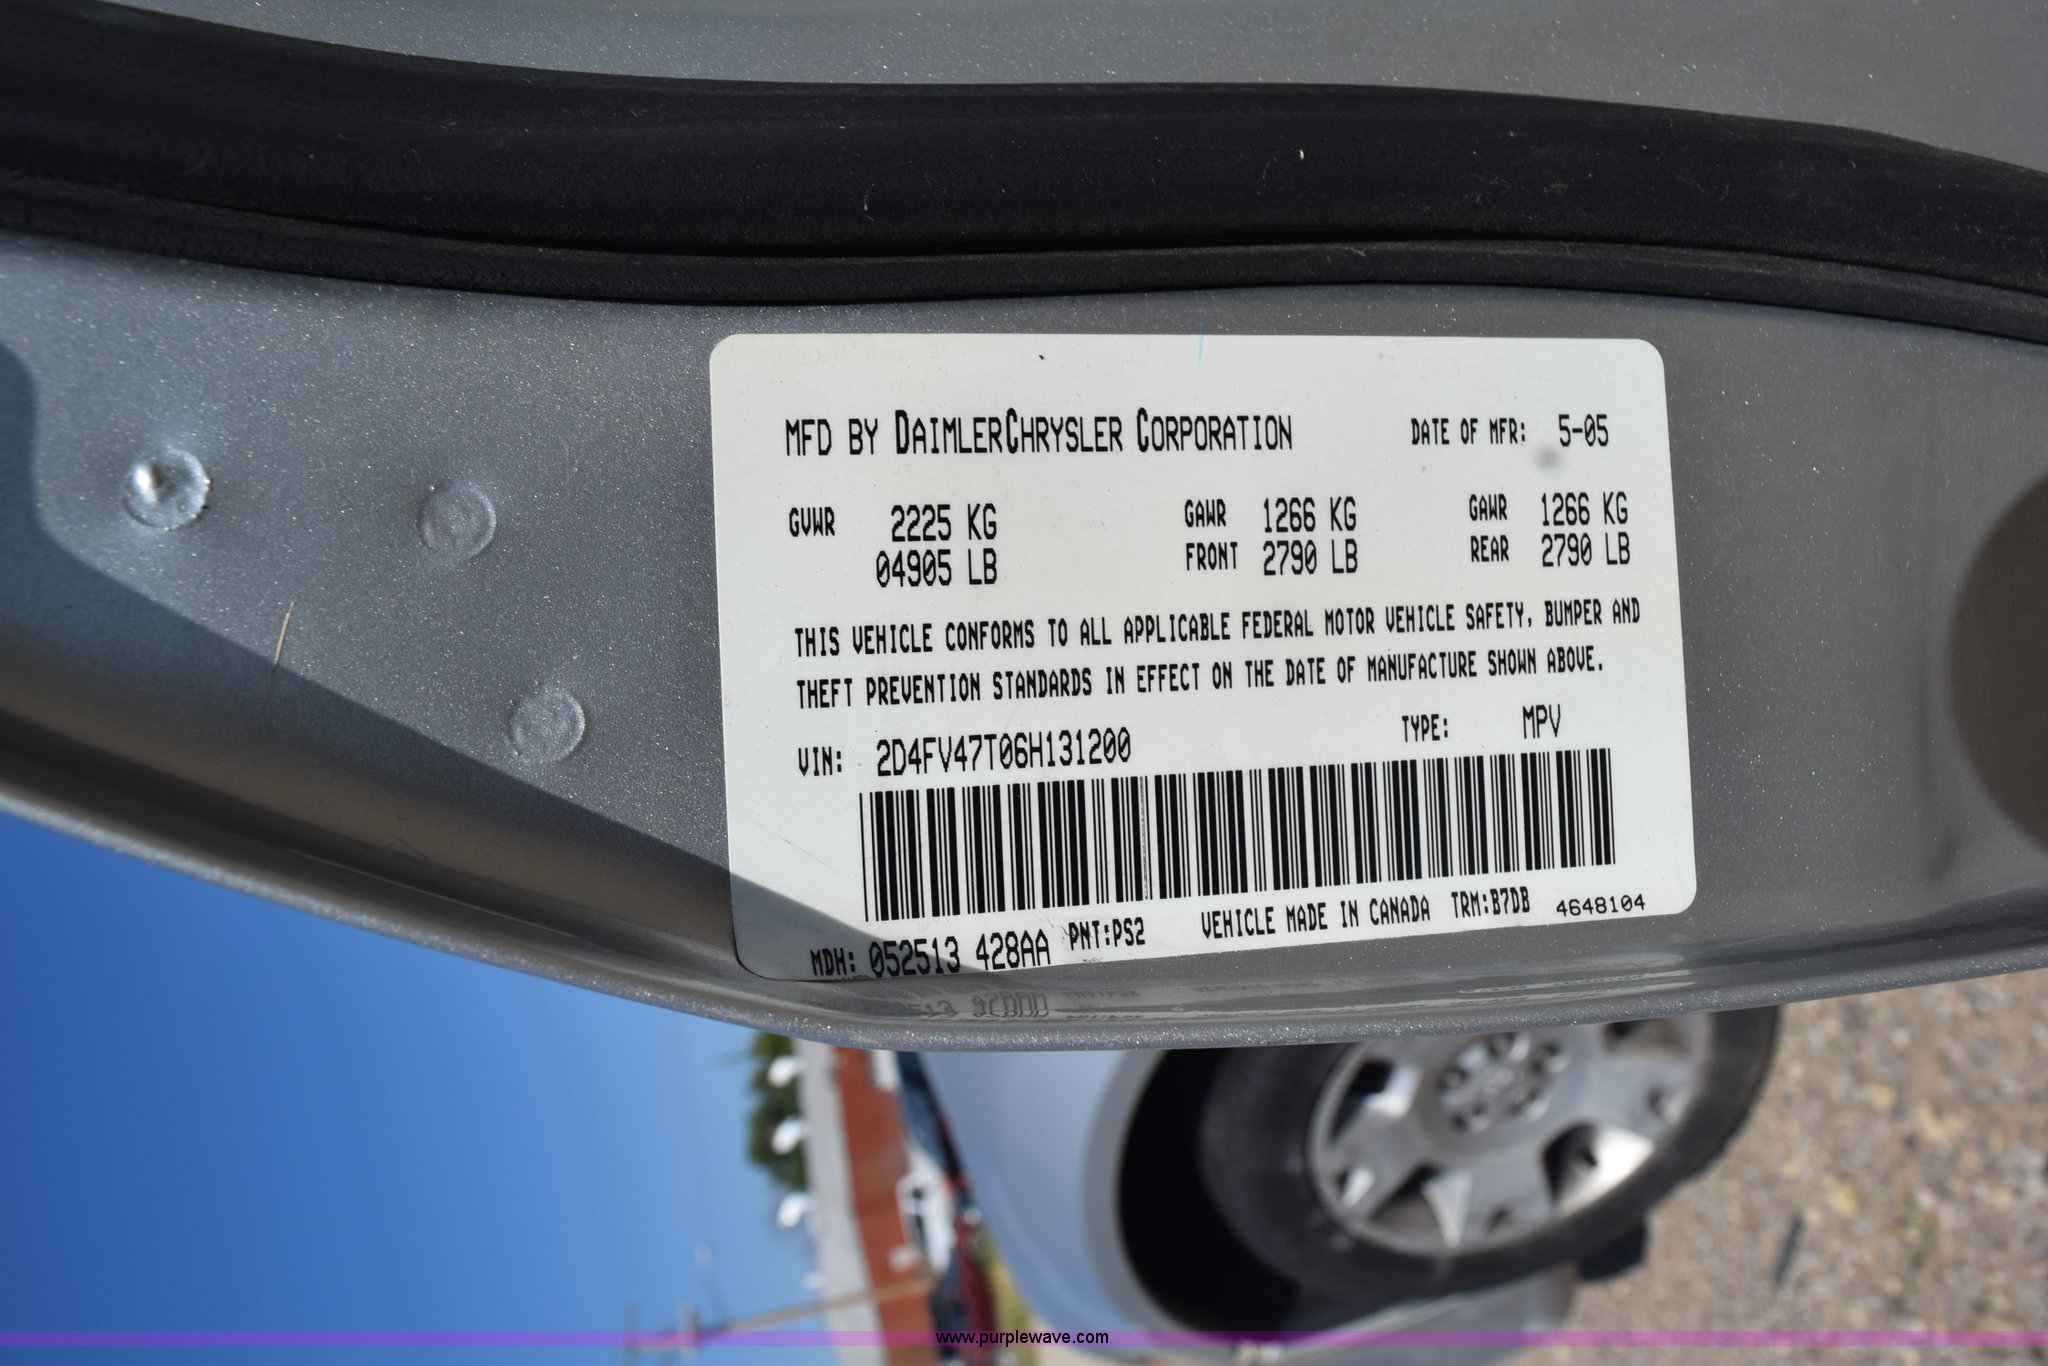 MFD BY DAIMLERCHRYSLER CORPORATION DATE OF MFR: 5-05
GVWR 2225 KG GAWR 1266 KG GAWR 1266 KG
04905 LB FRONT 2790 LB REAR 2790 LB
THIS VEHICLE CONFORMS TO ALL APPLICABLE FEDERAL MOTOR VEHICLE SAFETY, BUMPER AND
THEFT PREVENTION STANDARDS IN EFFECT ON THE DATE OF MANUFACTURE SHOWN ABOVE.
VIN: 2D4FV47T06H131200 TYPE: MPV
MDH: 052513 428AA PNT:PS2 VEHICLE MADE IN CANADA TRM:B7DB 4648104
www.purplewave.com